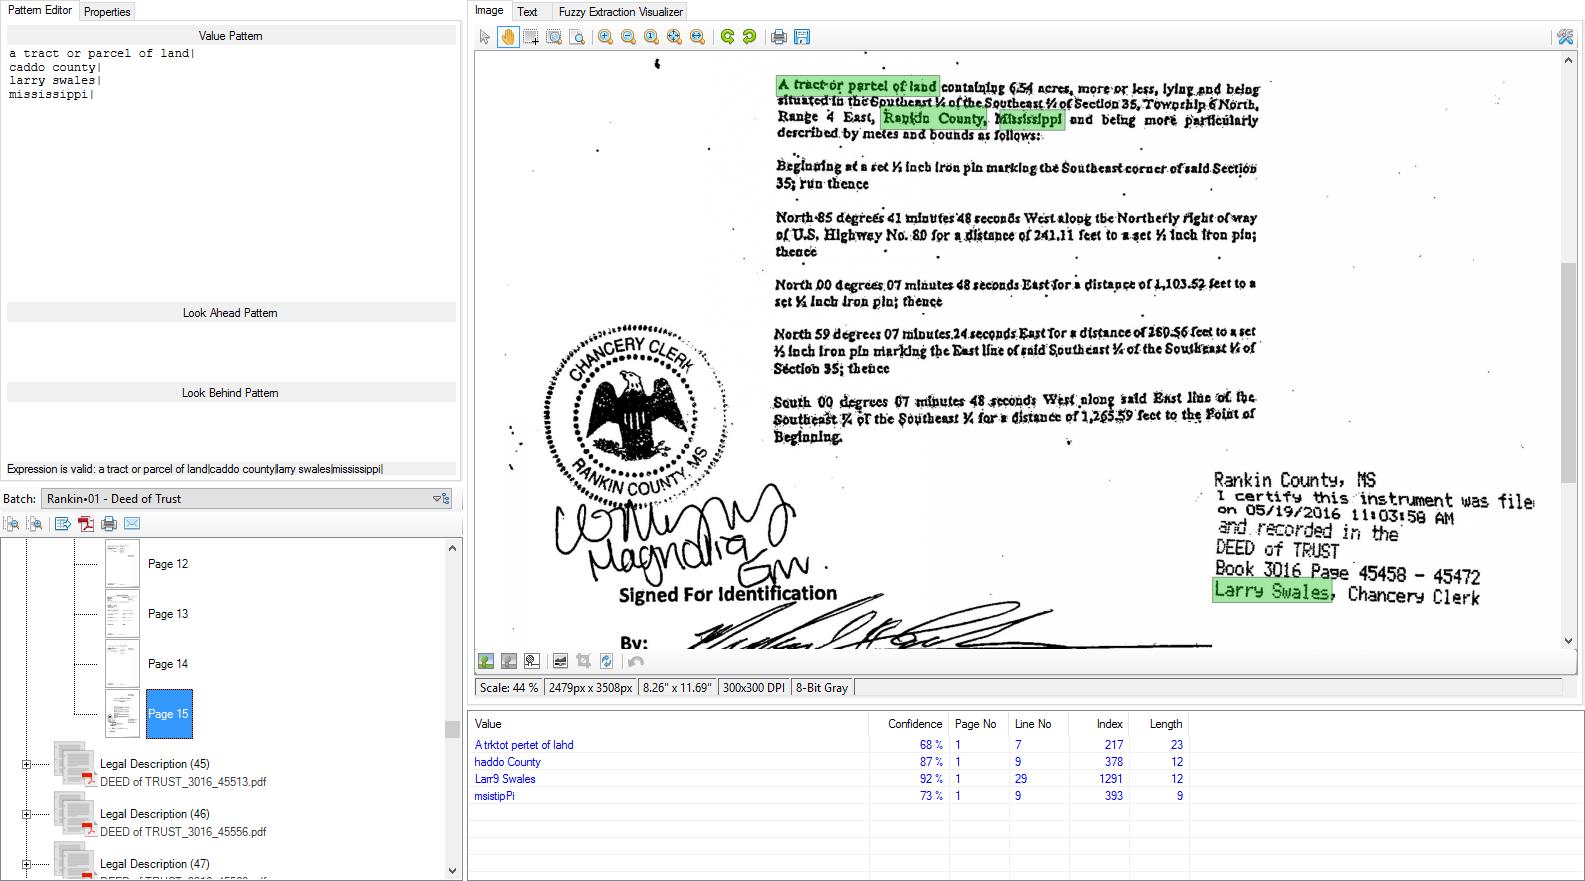 Pattern Editor
Properties
Value Pattern
a tract or parcel of land|
caddo county|
larry swales|
mississippi|
Look Ahead Pattern
Look Behind Pattern
Expression is valid: a tract or parcel of land|caddo county|larry swales|mississippi|
Batch:
Rankin•01 - Deed of Trust
Page 12
Page 13
Page 14
Page 15
Legal Description (45)
DEED of TRUST_3016_45513.pdf
Legal Description (46)
DEED of TRUST_3016_45556.pdf
Legal Description (47)
Image
Text
Fuzzy Extraction Visualizer
A tract or parcel of land containing 6.54 acres, more or less, lying and being
situated in the Southeast ¼ of the Southeast ¼ of Section 35, Township 6 North,
Range 4 East, Rankin County, Mississippi and being more particularly
described by metes and bounds as follows:
Beginning at a set ½ inch iron pin marking the Southeast corner of said Section
35; run thence
North 85 degrees 41 minutes 48 seconds West along the Northerly right of way
of U.S. Highway No. 80 for a distance of 241.11 feet to a set ½ inch iron pin;
thence
North 00 degrees 07 minutes 48 seconds East for a distance of 1,103.52 feet to a
set ½ inch iron pin; thence
North 59 degrees 07 minutes 24 seconds East for a distance of 280.56 feet to a set
½ inch iron pin marking the East line of said Southeast ¼ of the Southeast ¼ of
Section 35; thence
South 00 degrees 07 minutes 48 seconds West along said East line of the
Southeast ¼ of the Southeast ¼ for a distance of 1,265.59 feet to the Point of
Beginning.
CHANCERY CLERK
RANKIN COUNTY, MS
Magnolia
Signed For Identification
By:
Rankin County, MS
I certify this instrument was file
on 05/19/2016 11:03:58 AM
and recorded in the
DEED of TRUST
Book 3016 Page 45458 - 45472
Larry Swales, Chancery Clerk
Scale: 44 %
2479px x 3508px
8.26" x 11.69"
300x300 DPI
8-Bit Gray
Value Confidence Page No Line No Index Length
A trktot pertet of lahd 68 % 1 7 217 23
haddo County 87 % 1 9 378 12
Larr9 Swales 92 % 1 29 1291 12
msistipPi 73 % 1 9 393 9